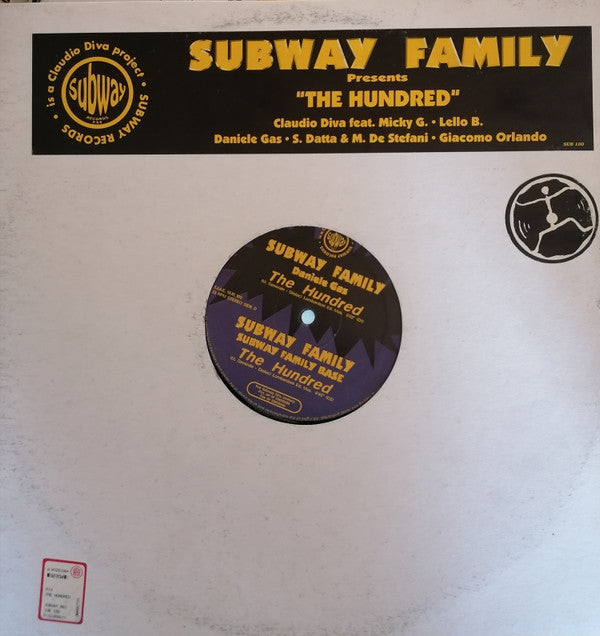 • Is a Claudio Diva Project • SUBWAY RECORDS
Subway
RECORDS
SUBWAY FAMILY
Presents
"THE HUNDRED"
Claudio Diva feat. Micky G. • Lello B.
Daniele Gas • S. Datta & M. De Stefani • Giacomo Orlando
SUB 100
Subway
SUBWAY FAMILY
Daniele Gas
The Hundred
SUBWAY FAMILY
SUBWAY FAMILY BASE
The Hundred
THE HUNDRED